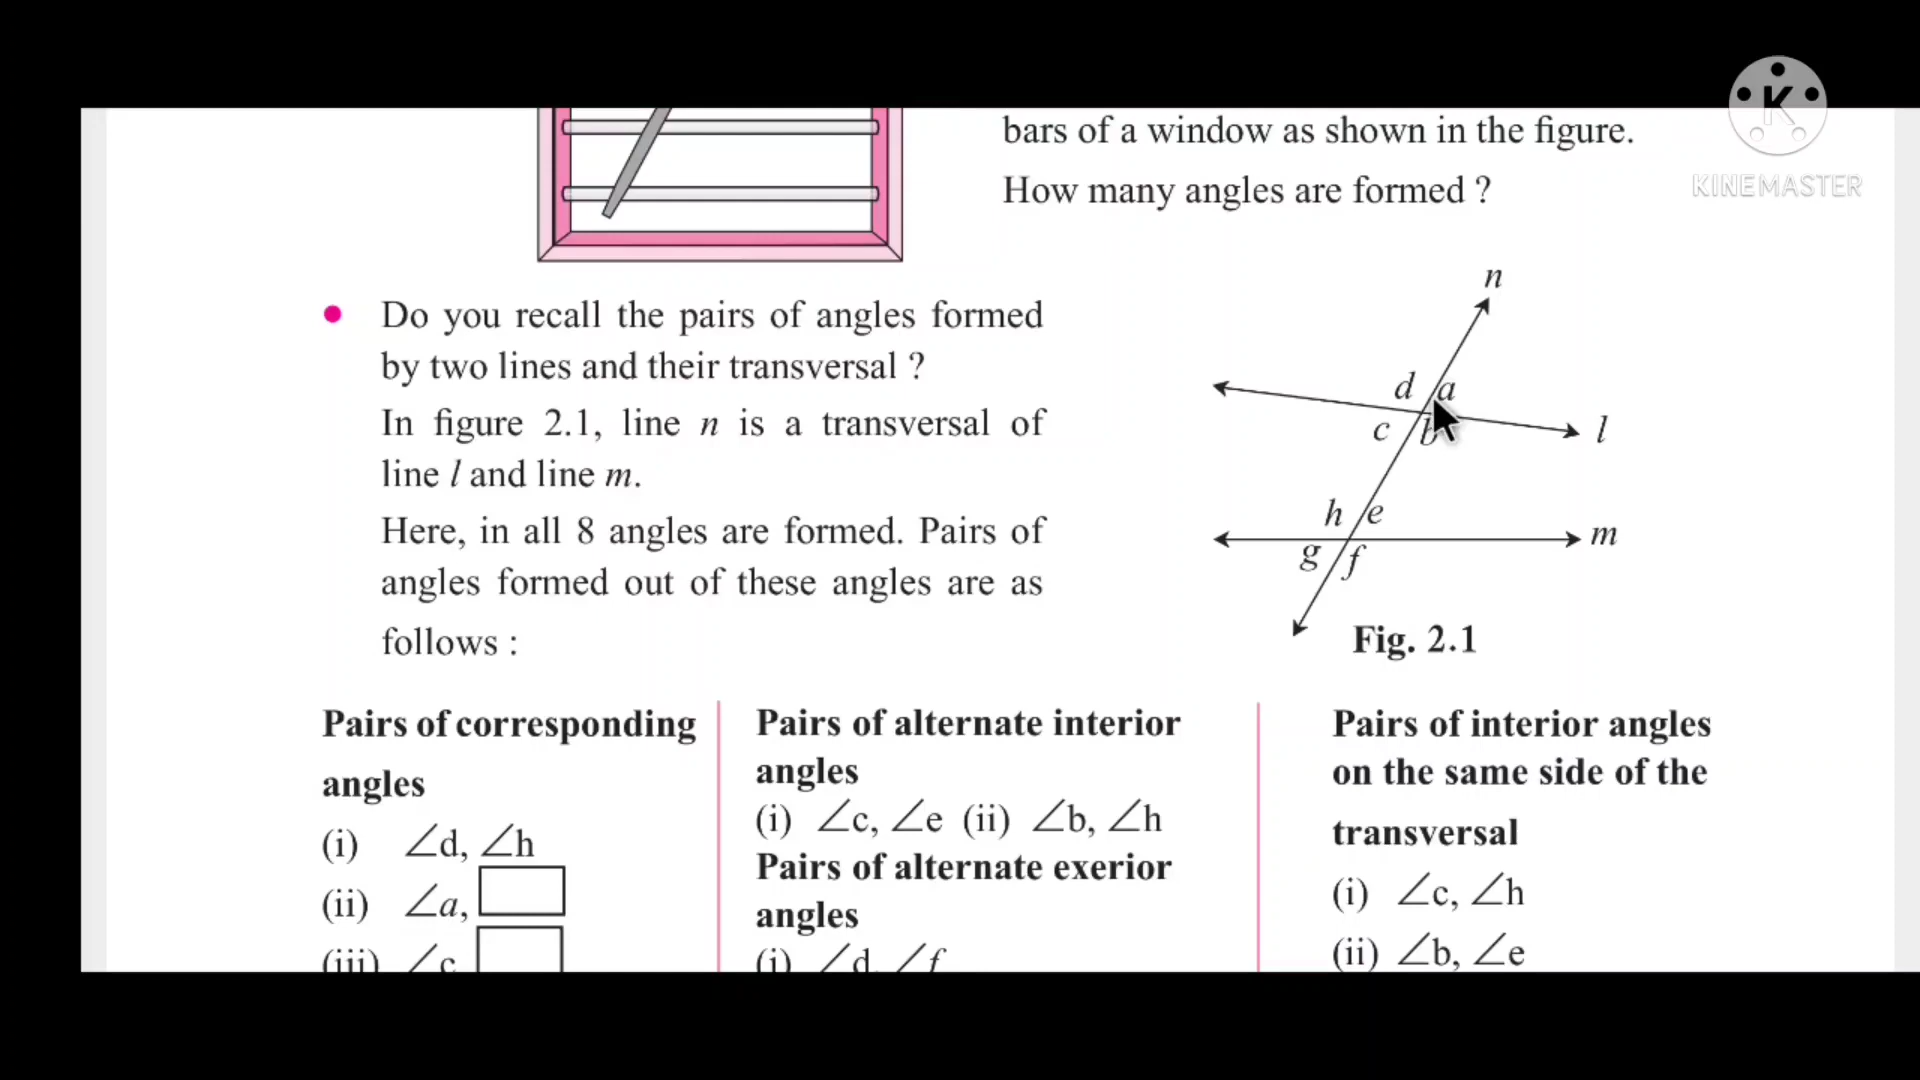 K
KINEMASTER
bars of a window as shown in the figure.
How many angles are formed ?
Do you recall the pairs of angles formed
by two lines and their transversal ?
In figure 2.1, line n is a transversal of
line l and line m.
Here, in all 8 angles are formed. Pairs of
angles formed out of these angles are as
follows :
n
d a
l
c b
h e
m
g f
Fig. 2.1
Pairs of corresponding
angles
(i) ∠d, ∠h
(ii) ∠a,
(iii) ∠c
Pairs of alternate interior
angles
(i) ∠c, ∠e (ii) ∠b, ∠h
Pairs of alternate exerior
angles
(i) ∠d, ∠f
Pairs of interior angles
on the same side of the
transversal
(i) ∠c, ∠h
(ii) ∠b, ∠e